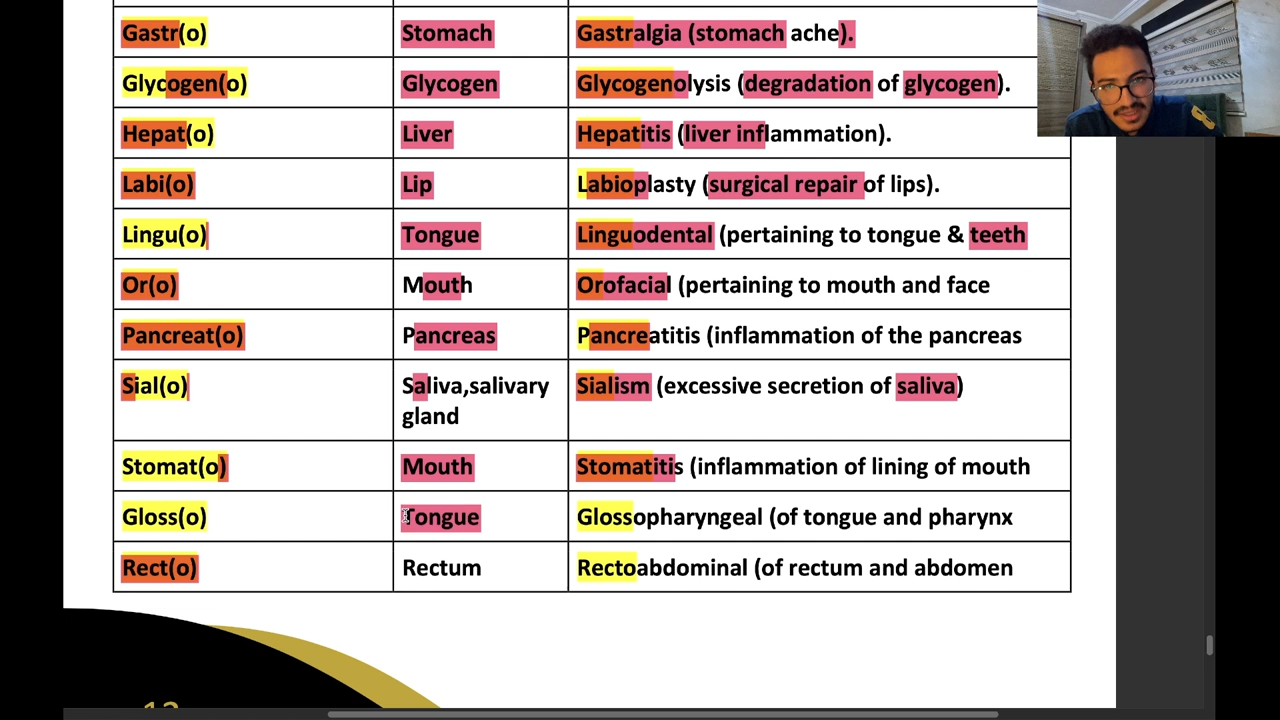 Gastr(o) Stomach Gastralgia (stomach ache).
Glycogen(o) Glycogen Glycogenolysis (degradation of glycogen).
Hepat(o) Liver Hepatitis (liver inflammation).
Labi(o) Lip Labioplasty (surgical repair of lips).
Lingu(o) Tongue Linguodental (pertaining to tongue & teeth
Or(o) Mouth Orofacial (pertaining to mouth and face
Pancreat(o) Pancreas Pancreatitis (inflammation of the pancreas
Sial(o) Saliva,salivary Sialism (excessive secretion of saliva)
gland
Stomat(o) Mouth Stomatitis (inflammation of lining of mouth
Gloss(o) Tongue Glossopharyngeal (of tongue and pharynx
Rect(o) Rectum Rectoabdominal (of rectum and abdomen